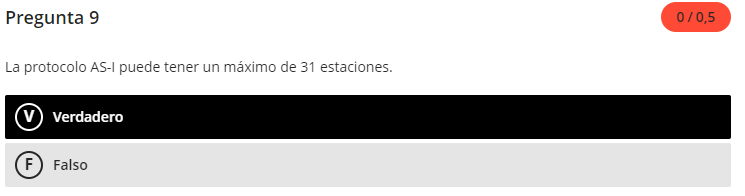 Pregunta 9
0 / 0,5
La protocolo AS-I puede tener un máximo de 31 estaciones.
V Verdadero
F Falso